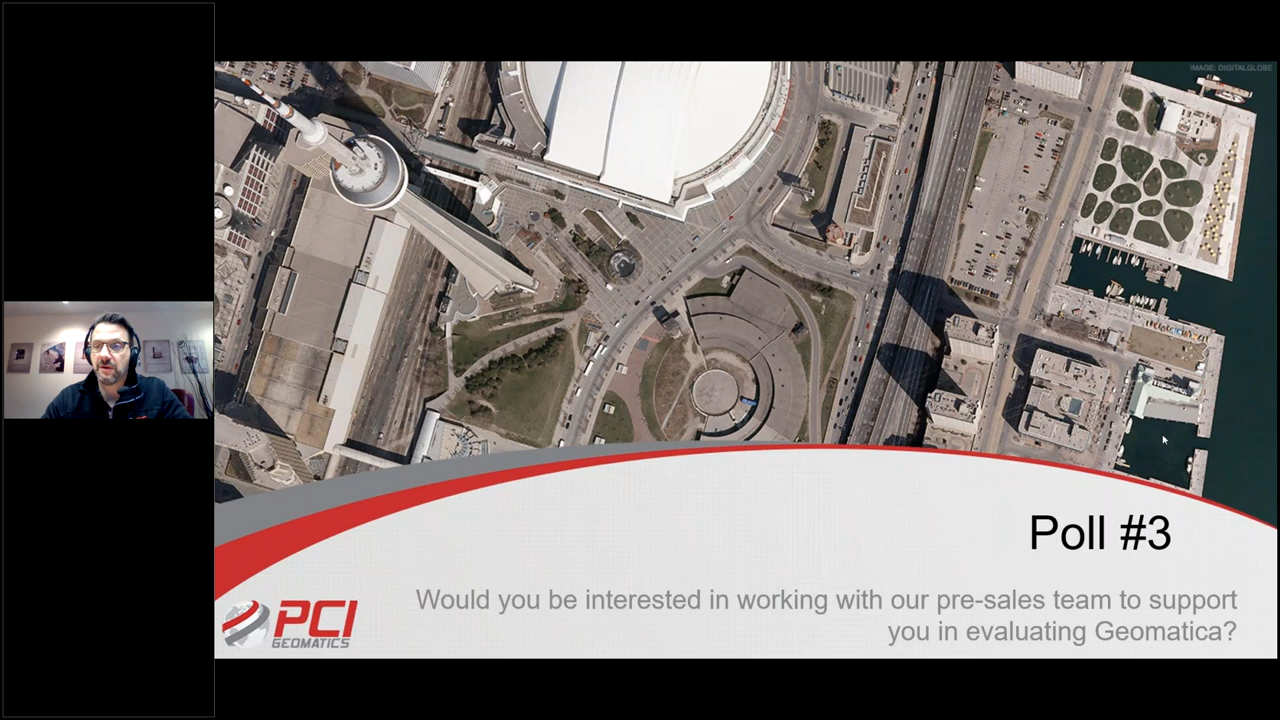 IMAGE: DIGITALGLOBE
Poll #3
Would you be interested in working with our pre-sales team to support
you in evaluating Geomatica?
PCI
GEOMATICS